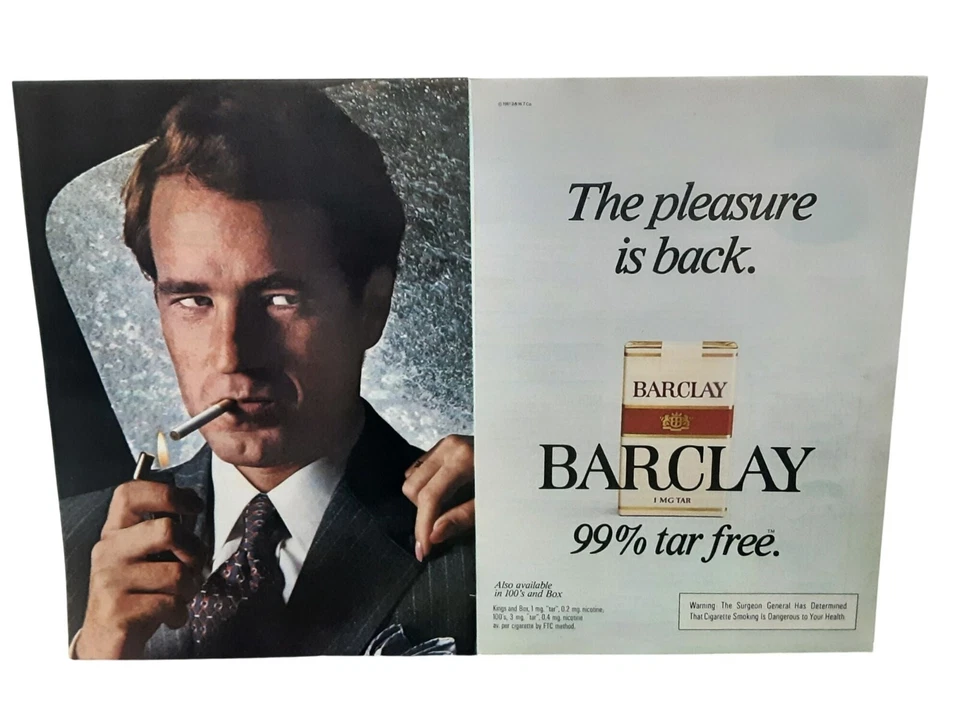 The pleasure
is back.
BARCLAY
BARCLAY
1 MG TAR
99% tar free.™
Also available
in 100's and Box
Kings and Box, 1 mg. "tar", 0.2 mg. nicotine;
100's, 3 mg. "tar", 0.4 mg. nicotine
av. per cigarette by FTC method.
Warning: The Surgeon General Has Determined
That Cigarette Smoking Is Dangerous to Your Health.